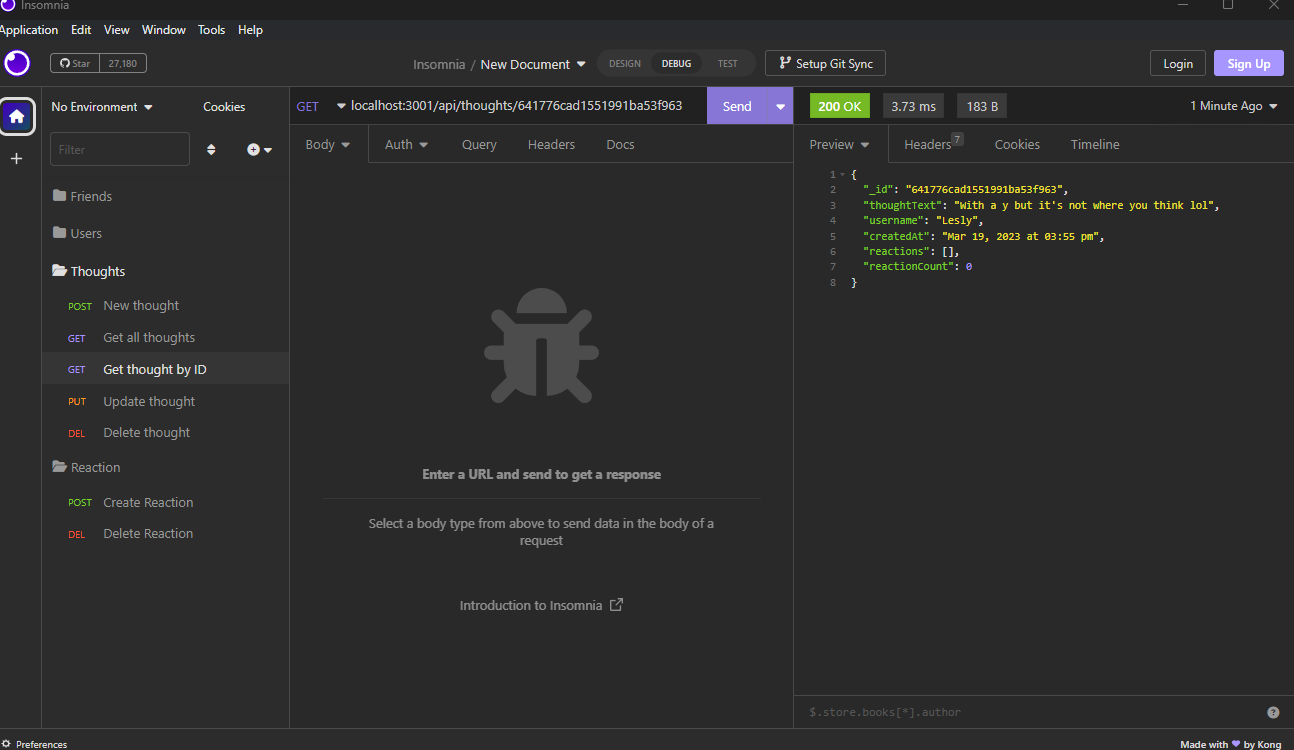 Insomnia
Application Edit View Window Tools Help
Star 27,180
Insomnia / New Document
DESIGN DEBUG TEST
Setup Git Sync
Login Sign Up
No Environment Cookies
Filter
Friends
Users
Thoughts
POST New thought
GET Get all thoughts
GET Get thought by ID
PUT Update thought
DEL Delete thought
Reaction
POST Create Reaction
DEL Delete Reaction
GET localhost:3001/api/thoughts/641776cad1551991ba53f963 Send
Body Auth Query Headers Docs
Enter a URL and send to get a response
Select a body type from above to send data in the body of a
request
Introduction to Insomnia
200 OK 3.73 ms 183 B 1 Minute Ago
Preview Headers 7 Cookies Timeline
1 {
2 "_id": "641776cad1551991ba53f963",
3 "thoughtText": "With a y but it's not where you think lol",
4 "username": "Lesly",
5 "createdAt": "Mar 19, 2023 at 03:55 pm",
6 "reactions": [],
7 "reactionCount": 0
8 }
$.store.books[*].author
Preferences
Made with 💜 by Kong